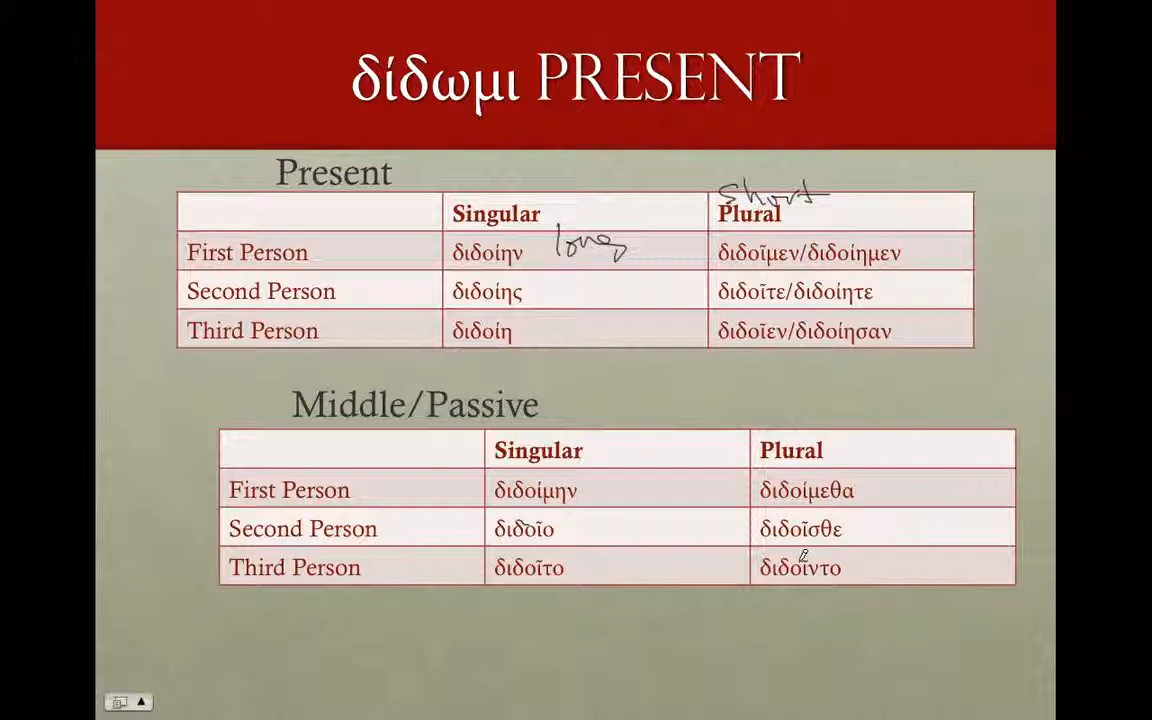 δίδωμι PRESENT
Present
short
Singular Plural
long
First Person διδοίην διδοῖμεν/διδοίημεν
Second Person διδοίης διδοῖτε/διδοίητε
Third Person διδοίη διδοῖεν/διδοίησαν
Middle/Passive
Singular Plural
First Person διδοίμην διδοίμεθα
Second Person διδοῖο διδοῖσθε
Third Person διδοῖτο διδοῖντο